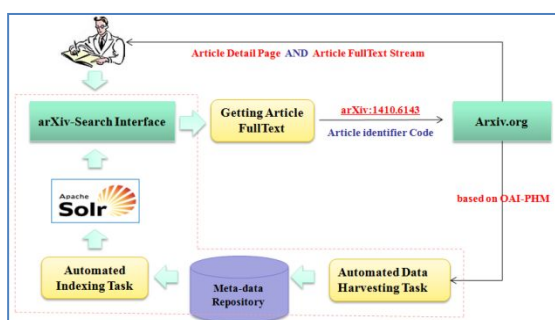 Article Detail Page AND Article FullText Stream
arXiv-Search Interface
Getting Article
FullText
arXiv:1410.6143
Article identifier Code
Arxiv.org
based on OAI-PHM
Apache
Solr
Automated
Indexing Task
Meta-data
Repository
Automated Data
Harvesting Task